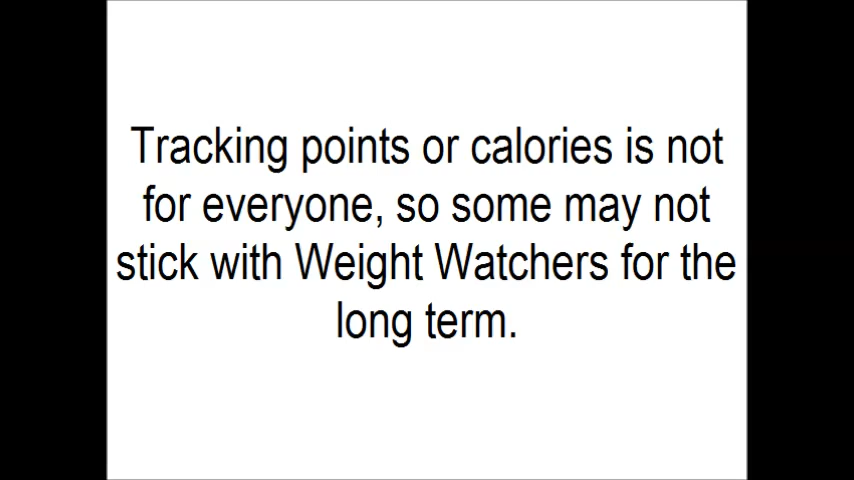 Tracking points or calories is not
for everyone, so some may not
stick with Weight Watchers for the
long term.